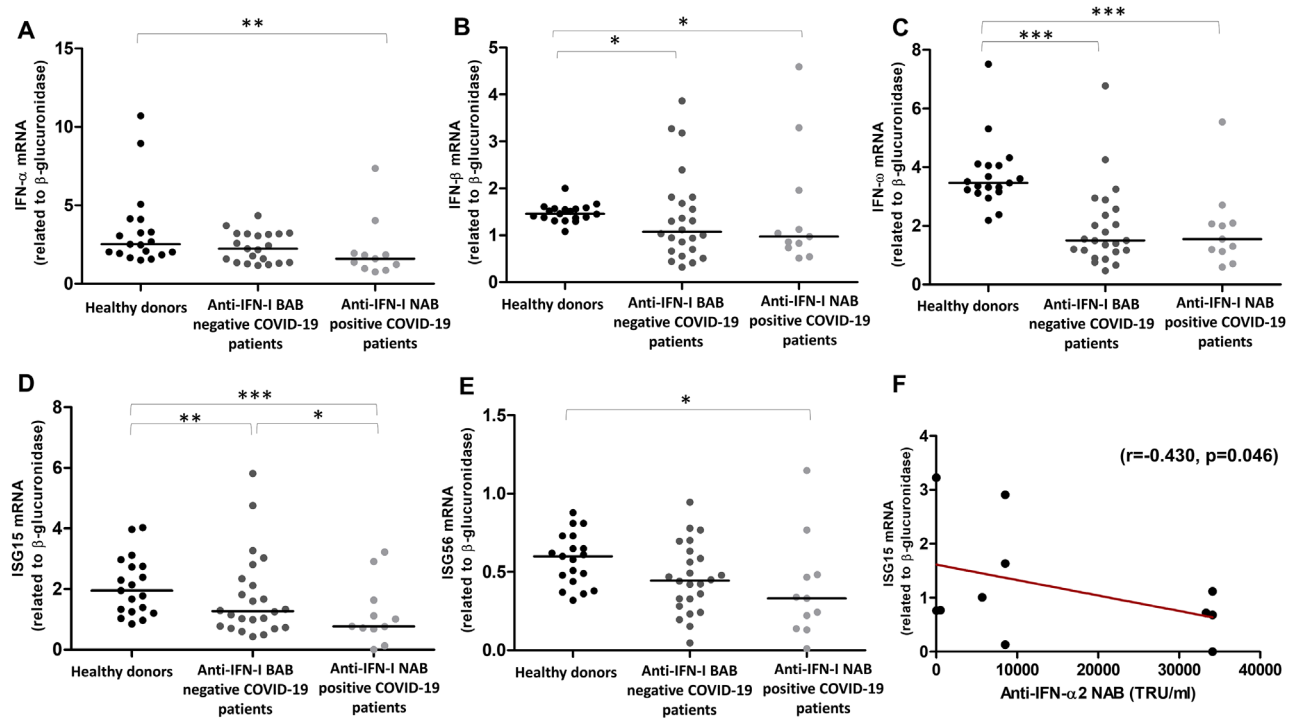 A
**
IFN-α mRNA
(related to β-glucuronidase)
15
10
5
0
Healthy donors
Anti-IFN-I BAB
negative COVID-19
patients
Anti-IFN-I NAB
positive COVID-19
patients
B
*
*
IFN-β mRNA
(related to β-glucuronidase)
5
4
3
2
1
0
Healthy donors
Anti-IFN-I BAB
negative COVID-19
patients
Anti-IFN-I NAB
positive COVID-19
patients
C
***
***
IFN-ω mRNA
(related to β-glucuronidase)
8
6
4
2
0
Healthy donors
Anti-IFN-I BAB
negative COVID-19
patients
Anti-IFN-I NAB
positive COVID-19
patients
D
***
**
*
ISG15 mRNA
(related to β-glucuronidase)
8
6
4
2
0
Healthy donors
Anti-IFN-I BAB
negative COVID-19
patients
Anti-IFN-I NAB
positive COVID-19
patients
E
*
ISG56 mRNA
(related to β-glucuronidase)
1.5
1.0
0.5
0.0
Healthy donors
Anti-IFN-I BAB
negative COVID-19
patients
Anti-IFN-I NAB
positive COVID-19
patients
F
(r=-0.430, p=0.046)
ISG15 mRNA
(related to β-glucuronidase)
4
3
2
1
0
0 10000 20000 30000 40000
Anti-IFN-α2 NAB (TRU/ml)